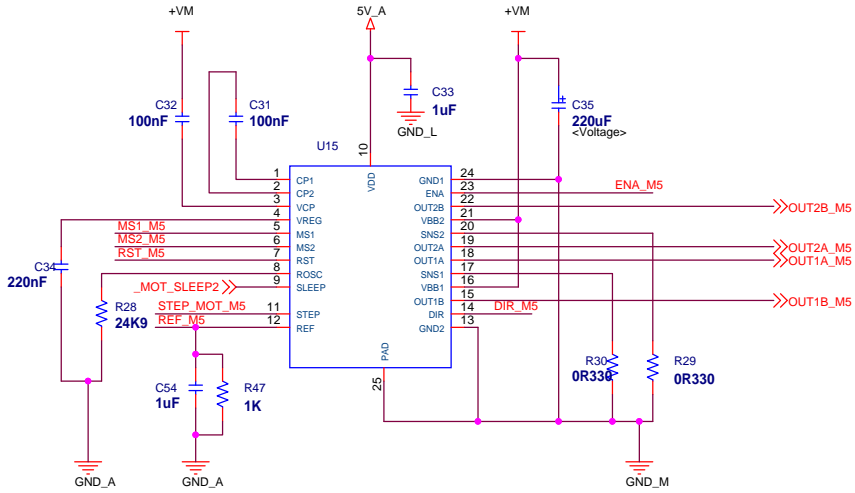 +VM
5V_A
+VM
C32
100nF
C31
100nF
C33
1uF
GND_L
C35
220uF
<Voltage>
U15
10
VDD
1 CP1
2 CP2
3 VCP
4 VREG
MS1_M5 5 MS1
MS2_M5 6 MS2
RST_M5 7 RST
8 ROSC
_MOT_SLEEP2 9 SLEEP
STEP_MOT_M5 11 STEP
REF_M5 12 REF
GND1 24
ENA 23 ENA_M5
OUT2B 22 OUT2B_M5
VBB2 21
SNS2 20
OUT2A 19 OUT2A_M5
OUT1A 18 OUT1A_M5
SNS1 17
VBB1 16
OUT1B 15 OUT1B_M5
DIR 14 DIR_M5
GND2 13
PAD
25
C34
220nF
R28
24K9
C54
1uF
R47
1K
R30
0R330
R29
0R330
GND_A
GND_A
GND_M